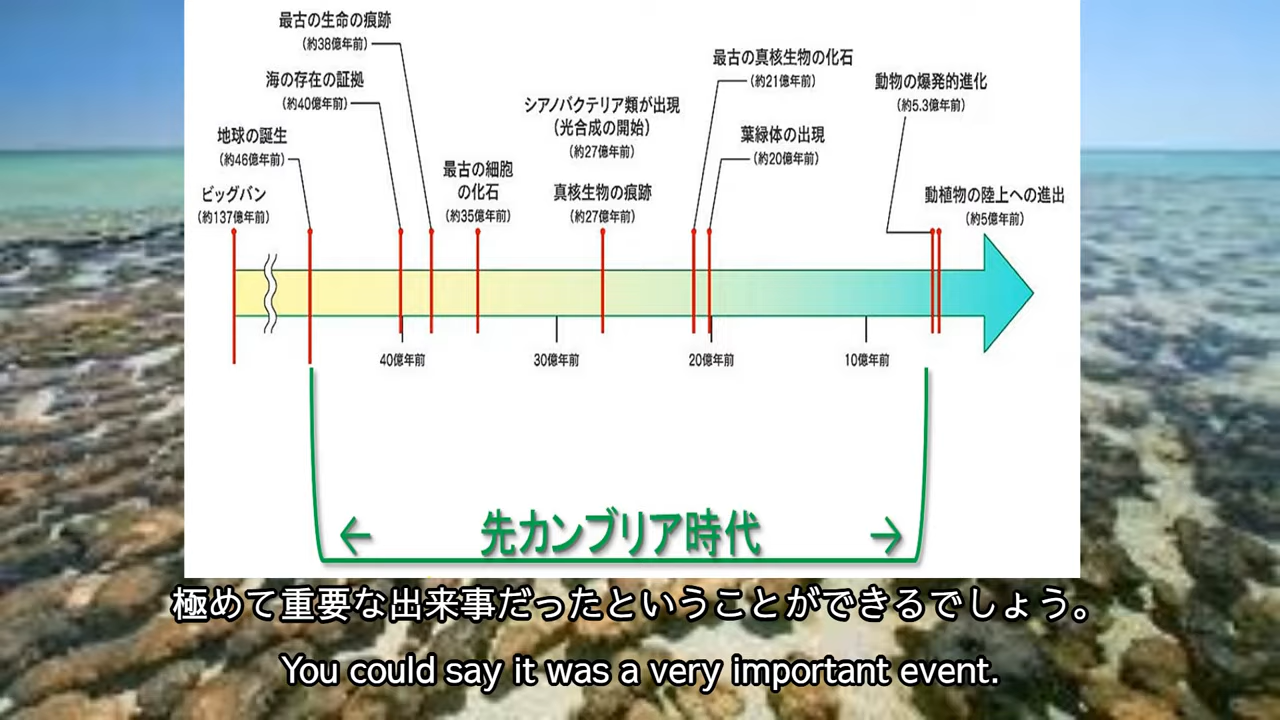 最古の生命の痕跡
(約38億年前)
海の存在の証拠
(約40億年前)
地球の誕生
(約46億年前)
ビッグバン
(約137億年前)
最古の細胞
の化石
(約35億年前)
シアノバクテリア類が出現
(光合成の開始)
(約27億年前)
真核生物の痕跡
(約27億年前)
最古の真核生物の化石
(約21億年前)
葉緑体の出現
(約20億年前)
動物の爆発的進化
(約5.3億年前)
動植物の陸上への進出
(約5億年前)
40億年前
30億年前
20億年前
10億年前
← 先カンブリア時代 →
極めて重要な出来事だったということができるでしょう。
You could say it was a very important event.